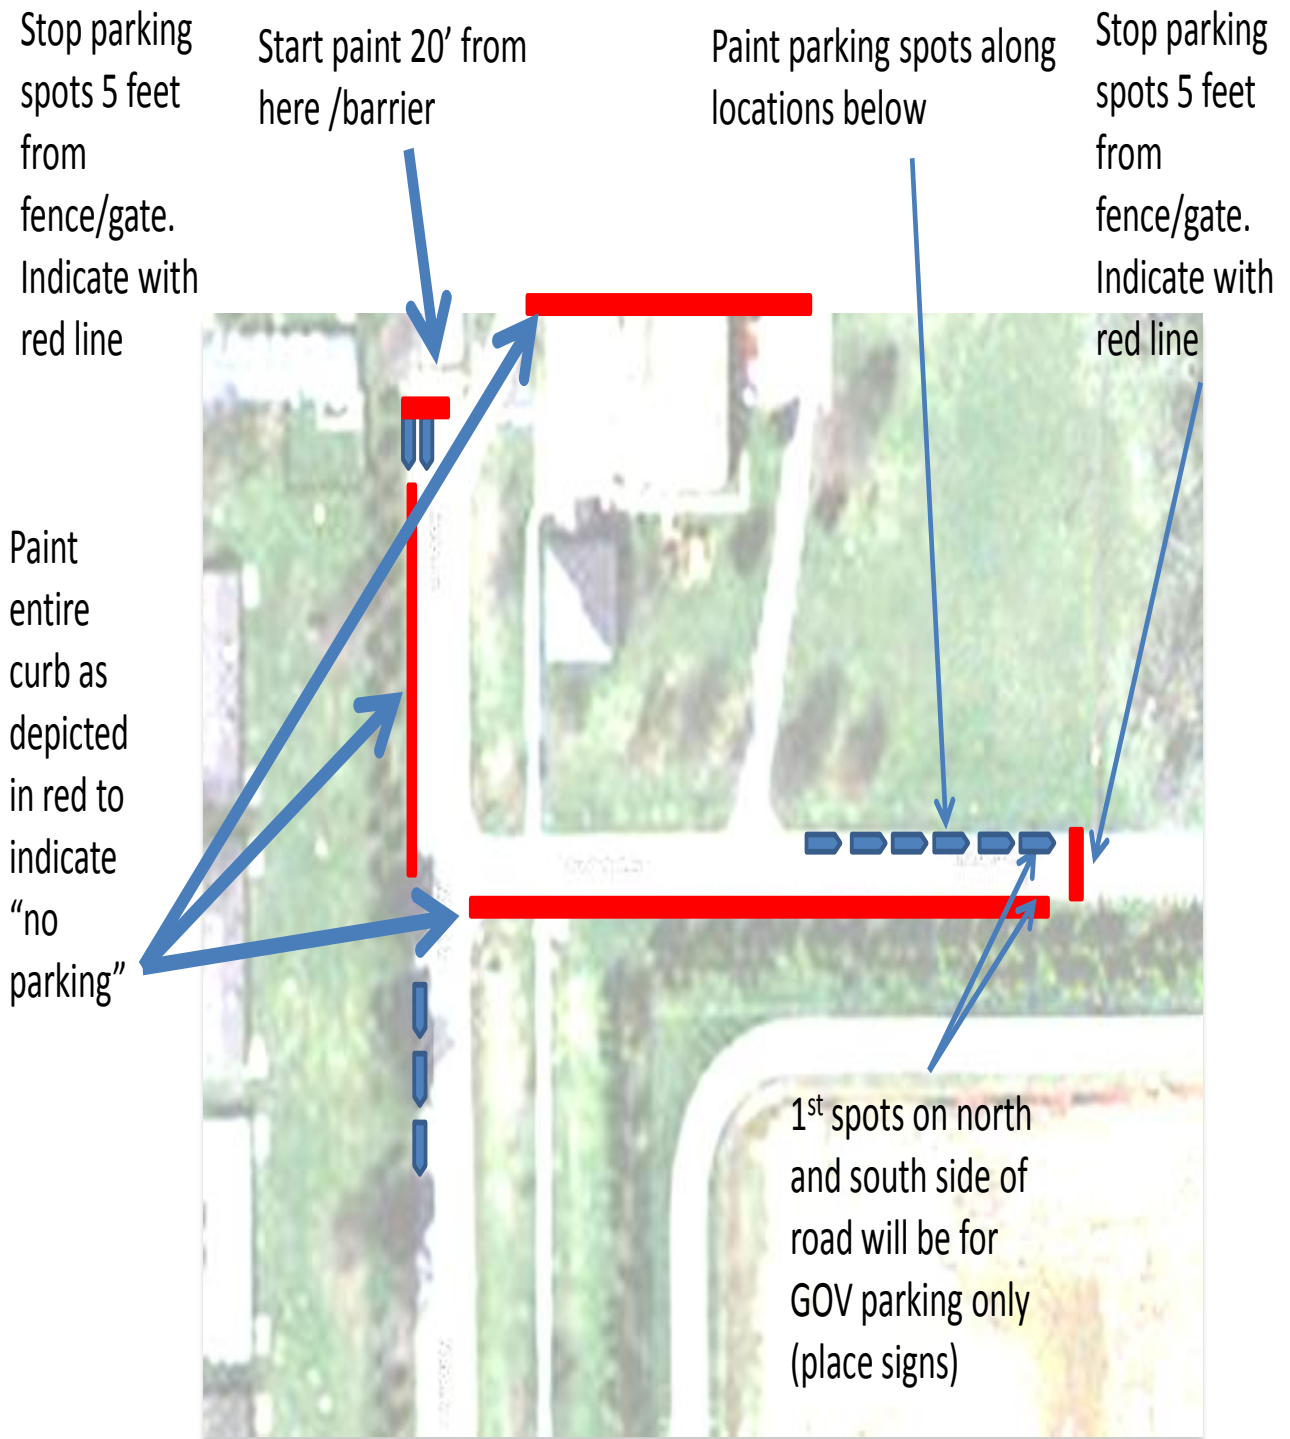 Stop parking
spots 5 feet
from
fence/gate.
Indicate with
red line
Start paint 20’ from
here /barrier
Paint parking spots along
locations below
Stop parking
spots 5 feet
from
fence/gate.
Indicate with
red line
Paint
entire
curb as
depicted
in red to
indicate
“no
parking”
1st spots on north
and south side of
road will be for
GOV parking only
(place signs)